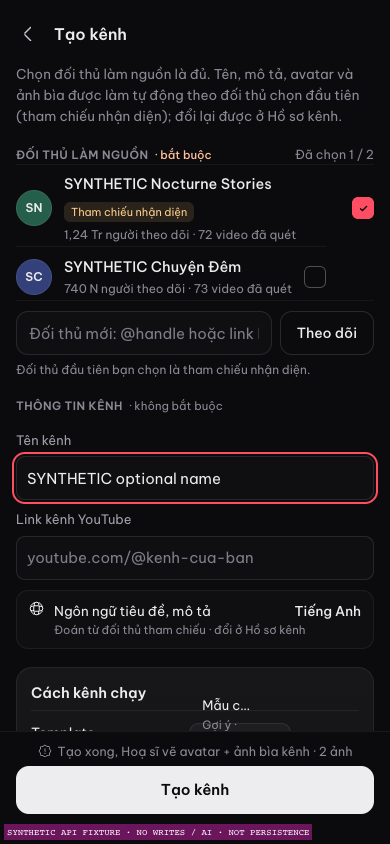 Tạo kênh
Chọn đối thủ làm nguồn là đủ. Tên, mô tả, avatar và
ảnh bìa được làm tự động theo đối thủ chọn đầu tiên
(tham chiếu nhận diện); đổi lại được ở Hồ sơ kênh.
ĐỐI THỦ LÀM NGUỒN · bắt buộc Đã chọn 1 / 2
SYNTHETIC Nocturne Stories
SN
Tham chiếu nhận diện
1,24 Tr người theo dõi · 72 video đã quét
SYNTHETIC Chuyện Đêm
SC
740 N người theo dõi · 73 video đã quét
Đối thủ mới: @handle hoặc link Theo dõi
Đối thủ đầu tiên bạn chọn là tham chiếu nhận diện.
THÔNG TIN KÊNH · không bắt buộc
Tên kênh
SYNTHETIC optional name
Link kênh YouTube
youtube.com/@kenh-cua-ban
Ngôn ngữ tiêu đề, mô tả Tiếng Anh
Đoán từ đối thủ tham chiếu · đổi ở Hồ sơ kênh
Cách kênh chạy
Mẫu c...
Gợi ý ·
Template
Tạo xong, Hoạ sĩ vẽ avatar + ảnh bìa kênh · 2 ảnh
Tạo kênh
SYNTHETIC API FIXTURE · NO WRITES / AI · NOT PERSISTENCE